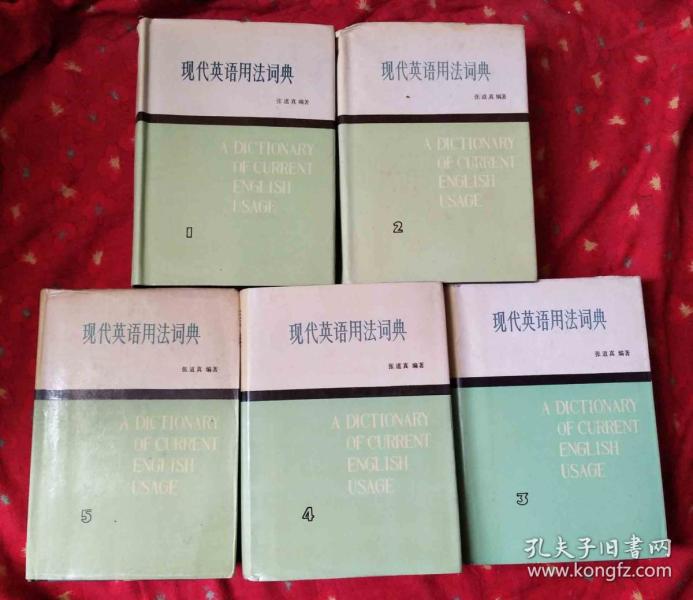 现代英语用法词典
张道真 编著
A DICTIONARY
OF CURRENT
ENGLISH
USAGE
1
现代英语用法词典
张道真 编著
A DICTIONARY
OF CURRENT
ENGLISH
USAGE
2
现代英语用法词典
张道真 编著
A DICTIONARY
OF CURRENT
ENGLISH
USAGE
5
现代英语用法词典
张道真 编著
A DICTIONARY
OF CURRENT
ENGLISH
USAGE
4
现代英语用法词典
张道真 编著
A DICTIONARY
OF CURRENT
ENGLISH
USAGE
3
孔夫子旧书网
www.kongfz.com